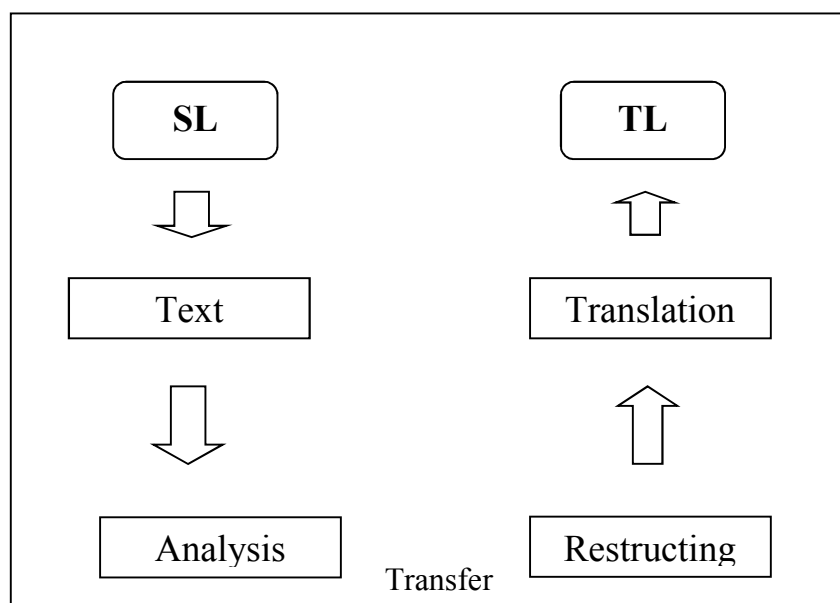 SL
TL
Text
Translation
Analysis
Transfer
Restructing